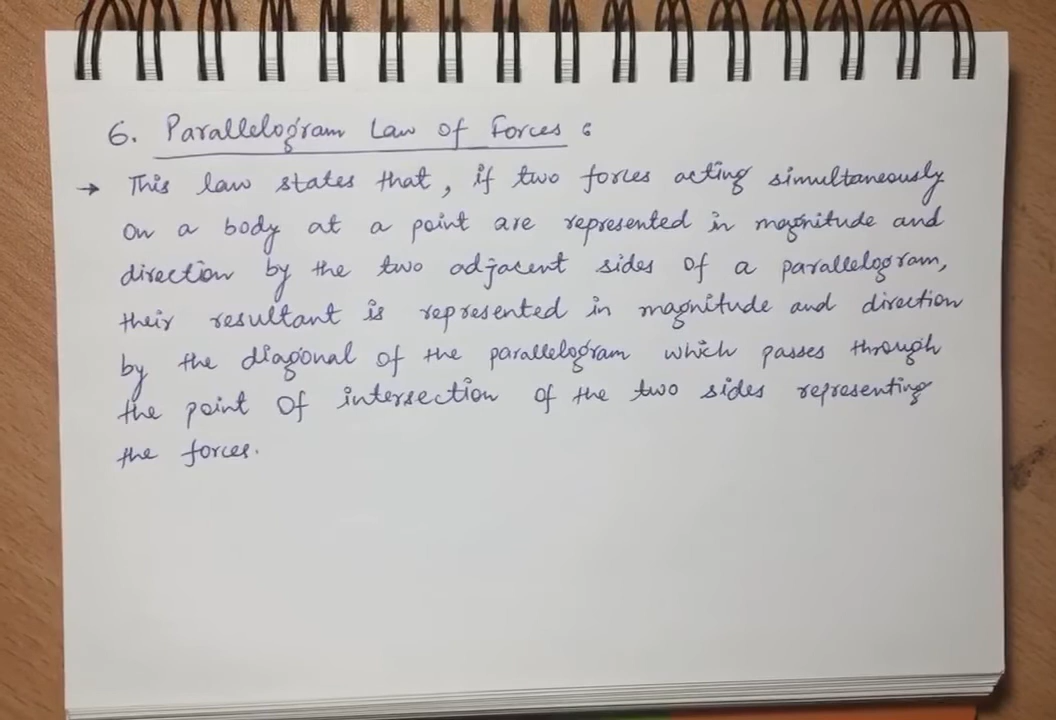 6. Parallelogram Law of Forces :
→ This law states that, if two forces acting simultaneously
on a body at a point are represented in magnitude and
direction by the two adjacent sides of a parallelogram,
their resultant is represented in magnitude and direction
by the diagonal of the parallelogram which passes through
the point of intersection of the two sides representing
the forces.